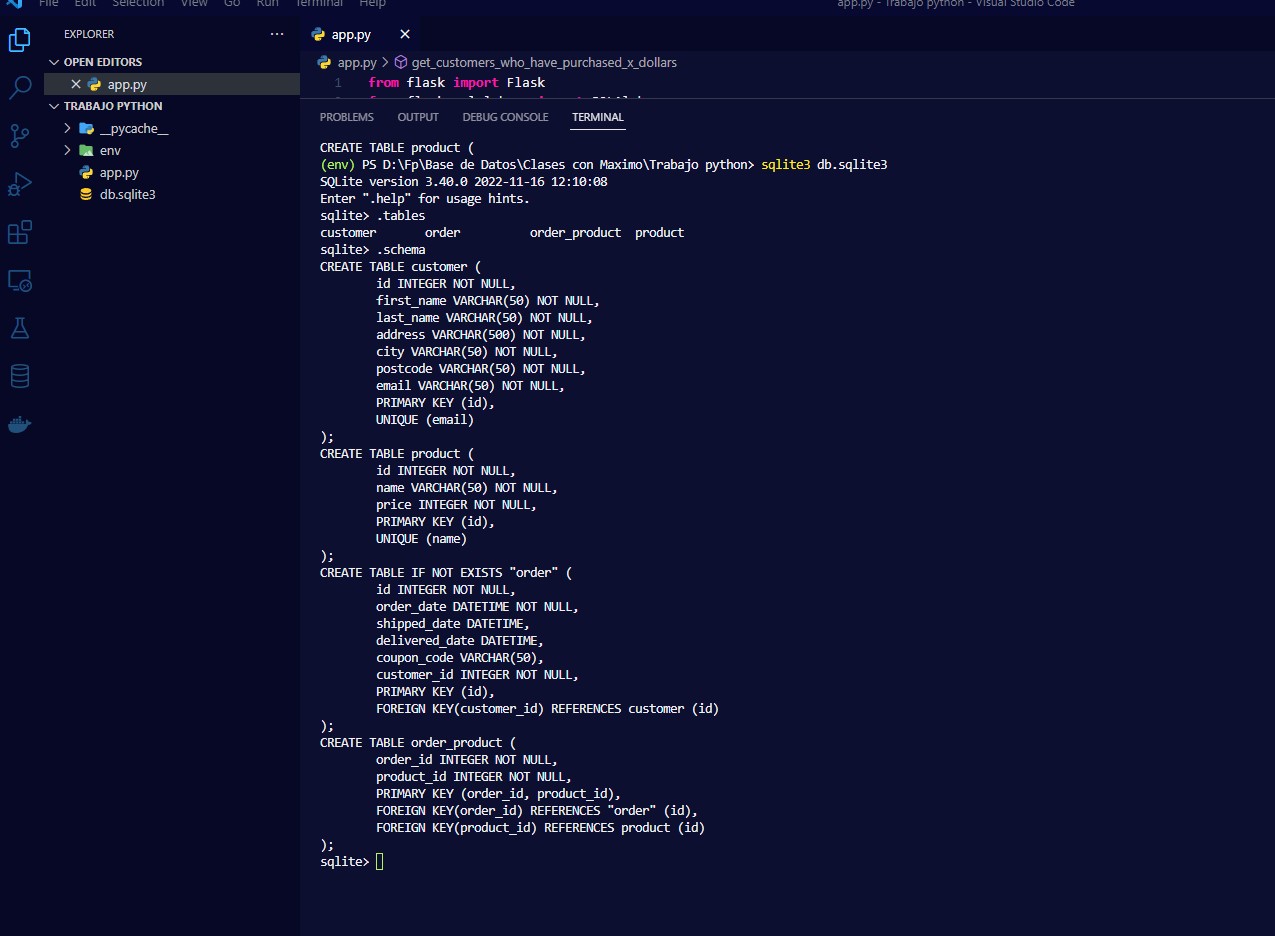 File Edit Selection View Go Run Terminal Help
app.py - Trabajo python - Visual Studio Code
EXPLORER
OPEN EDITORS
app.py
TRABAJO PYTHON
__pycache__
env
app.py
db.sqlite3
app.py
app.py > get_customers_who_have_purchased_x_dollars
1 from flask import Flask
PROBLEMS OUTPUT DEBUG CONSOLE TERMINAL
CREATE TABLE product (
(env) PS D:\Fp\Base de Datos\Clases con Maximo\Trabajo python> sqlite3 db.sqlite3
SQLite version 3.40.0 2022-11-16 12:10:08
Enter ".help" for usage hints.
sqlite> .tables
customer order order_product product
sqlite> .schema
CREATE TABLE customer (
id INTEGER NOT NULL,
first_name VARCHAR(50) NOT NULL,
last_name VARCHAR(50) NOT NULL,
address VARCHAR(500) NOT NULL,
city VARCHAR(50) NOT NULL,
postcode VARCHAR(50) NOT NULL,
email VARCHAR(50) NOT NULL,
PRIMARY KEY (id),
UNIQUE (email)
);
CREATE TABLE product (
id INTEGER NOT NULL,
name VARCHAR(50) NOT NULL,
price INTEGER NOT NULL,
PRIMARY KEY (id),
UNIQUE (name)
);
CREATE TABLE IF NOT EXISTS "order" (
id INTEGER NOT NULL,
order_date DATETIME NOT NULL,
shipped_date DATETIME,
delivered_date DATETIME,
coupon_code VARCHAR(50),
customer_id INTEGER NOT NULL,
PRIMARY KEY (id),
FOREIGN KEY(customer_id) REFERENCES customer (id)
);
CREATE TABLE order_product (
order_id INTEGER NOT NULL,
product_id INTEGER NOT NULL,
PRIMARY KEY (order_id, product_id),
FOREIGN KEY(order_id) REFERENCES "order" (id),
FOREIGN KEY(product_id) REFERENCES product (id)
);
sqlite>